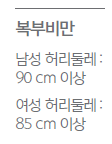 복부비만
남성 허리둘레 :
90 cm 이상
여성 허리둘레 :
85 cm 이상